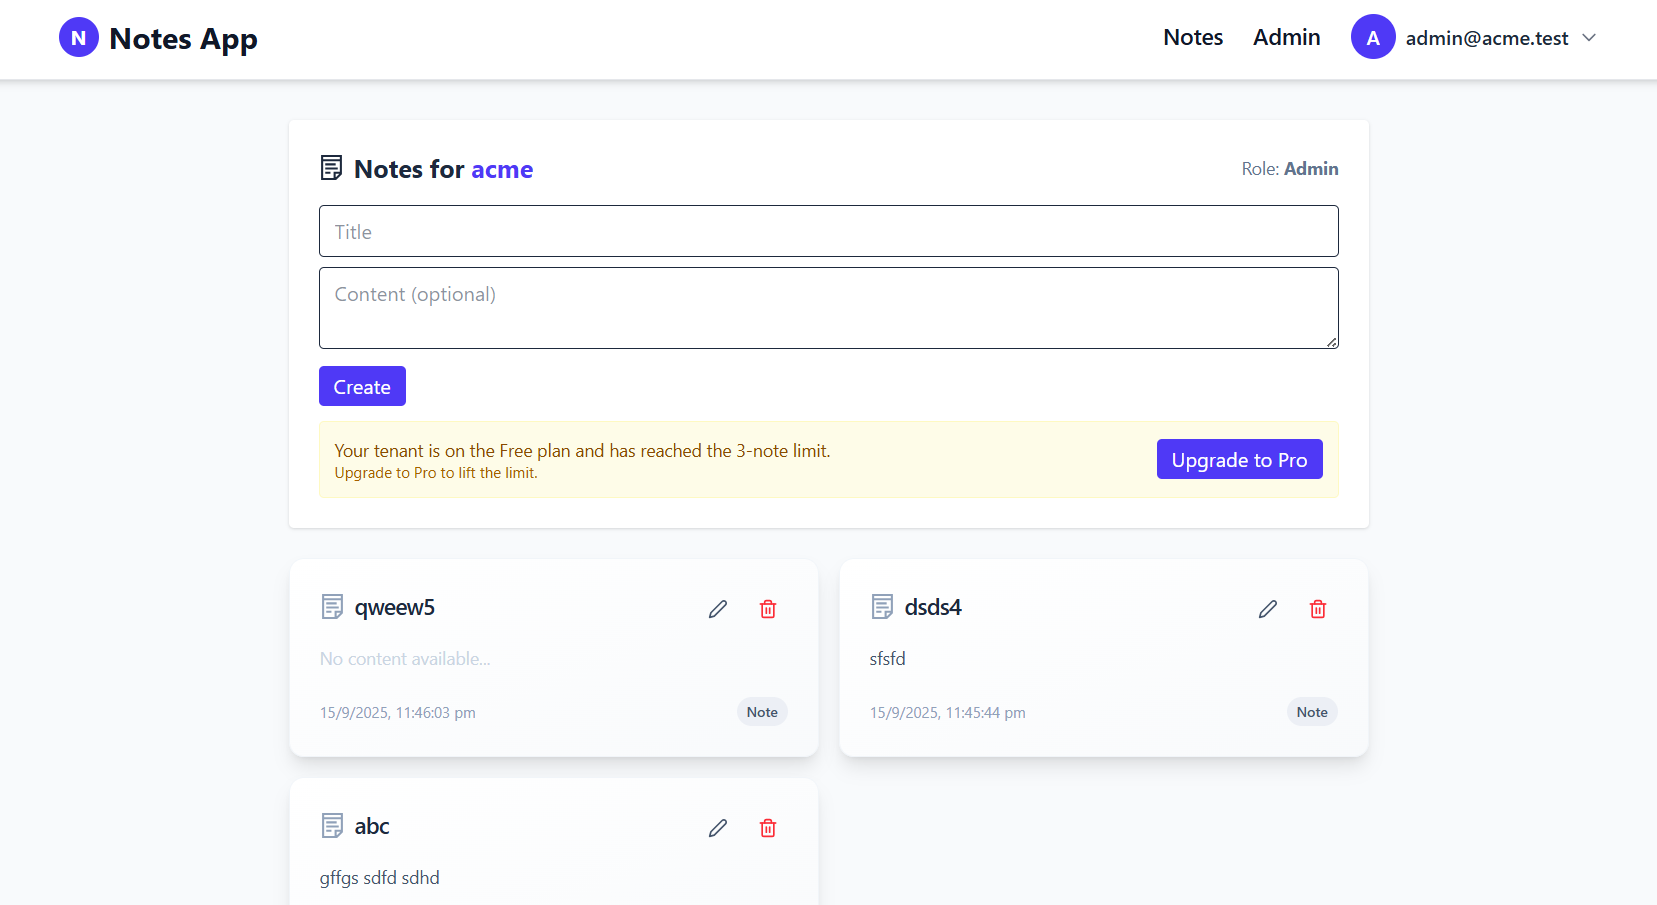 N Notes App
Notes Admin A admin@acme.test
Notes for acme
Role: Admin
Title
Content (optional)
Create
Your tenant is on the Free plan and has reached the 3-note limit.
Upgrade to Pro to lift the limit.
Upgrade to Pro
qweew5
No content available...
15/9/2025, 11:46:03 pm
Note
dsds4
sfsfd
15/9/2025, 11:45:44 pm
Note
abc
gffgs sdfd sdhd